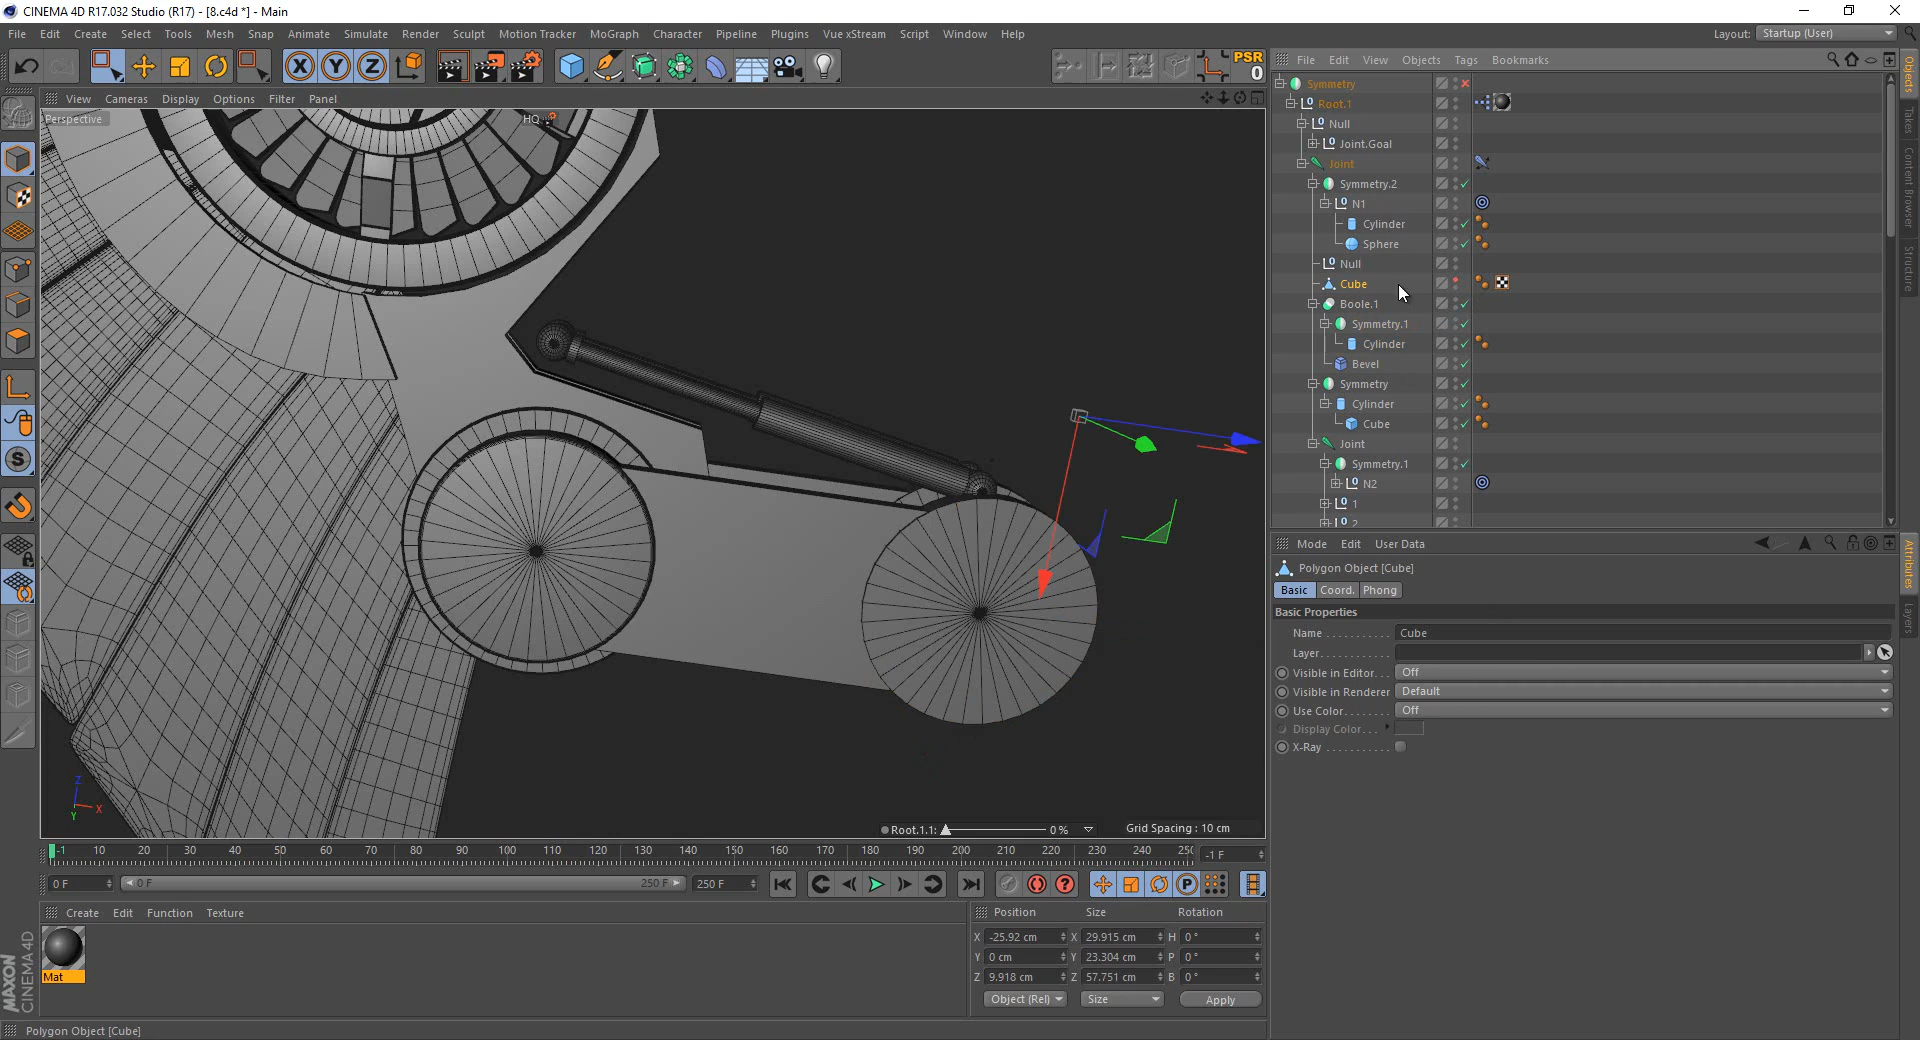 CINEMA 4D R17.032 Studio (R17) - [8.c4d *] - Main
File Edit Create Select Tools Mesh Snap Animate Simulate Render Sculpt Motion Tracker MoGraph Character Pipeline Plugins Vue xStream Script Window Help
Layout: Startup (User)
X Y Z PSR 0
File Edit View Objects Tags Bookmarks
View Cameras Display Options Filter Panel
Perspective
HQ
Symmetry
Root.1
Null
Joint.Goal
Joint
Symmetry.2
N1
Cylinder
Sphere
Null
Cube
Boole.1
Symmetry.1
Cylinder
Bevel
Symmetry
Cylinder
Cube
Joint
Symmetry.1
N2
1
2
Objects
Takes
Content Browser
Structure
Mode Edit User Data
Polygon Object [Cube]
Basic Coord. Phong
Basic Properties
Name . . . . . . . . . . . Cube
Layer. . . . . . . . . . . .
Visible in Editor. . . Off
Visible in Renderer Default
Use Color. . . . . . . . Off
Display Color. . .
X-Ray . . . . . . . . . . .
Attributes
Layers
S
Z
X
Y
Root.1.1: 0 %
Grid Spacing : 10 cm
-1 10 20 30 40 50 60 70 80 90 100 110 120 130 140 150 160 170 180 190 200 210 220 230 240 25
-1 F
0 F 0 F 250 F 250 F
P
Create Edit Function Texture
Mat
Position Size Rotation
X -25.92 cm X 29.915 cm H 0 °
Y 0 cm Y 23.304 cm P 0 °
Z 9.918 cm Z 57.751 cm B 0 °
Object (Rel) Size Apply
MAXON
CINEMA 4D
Polygon Object [Cube]